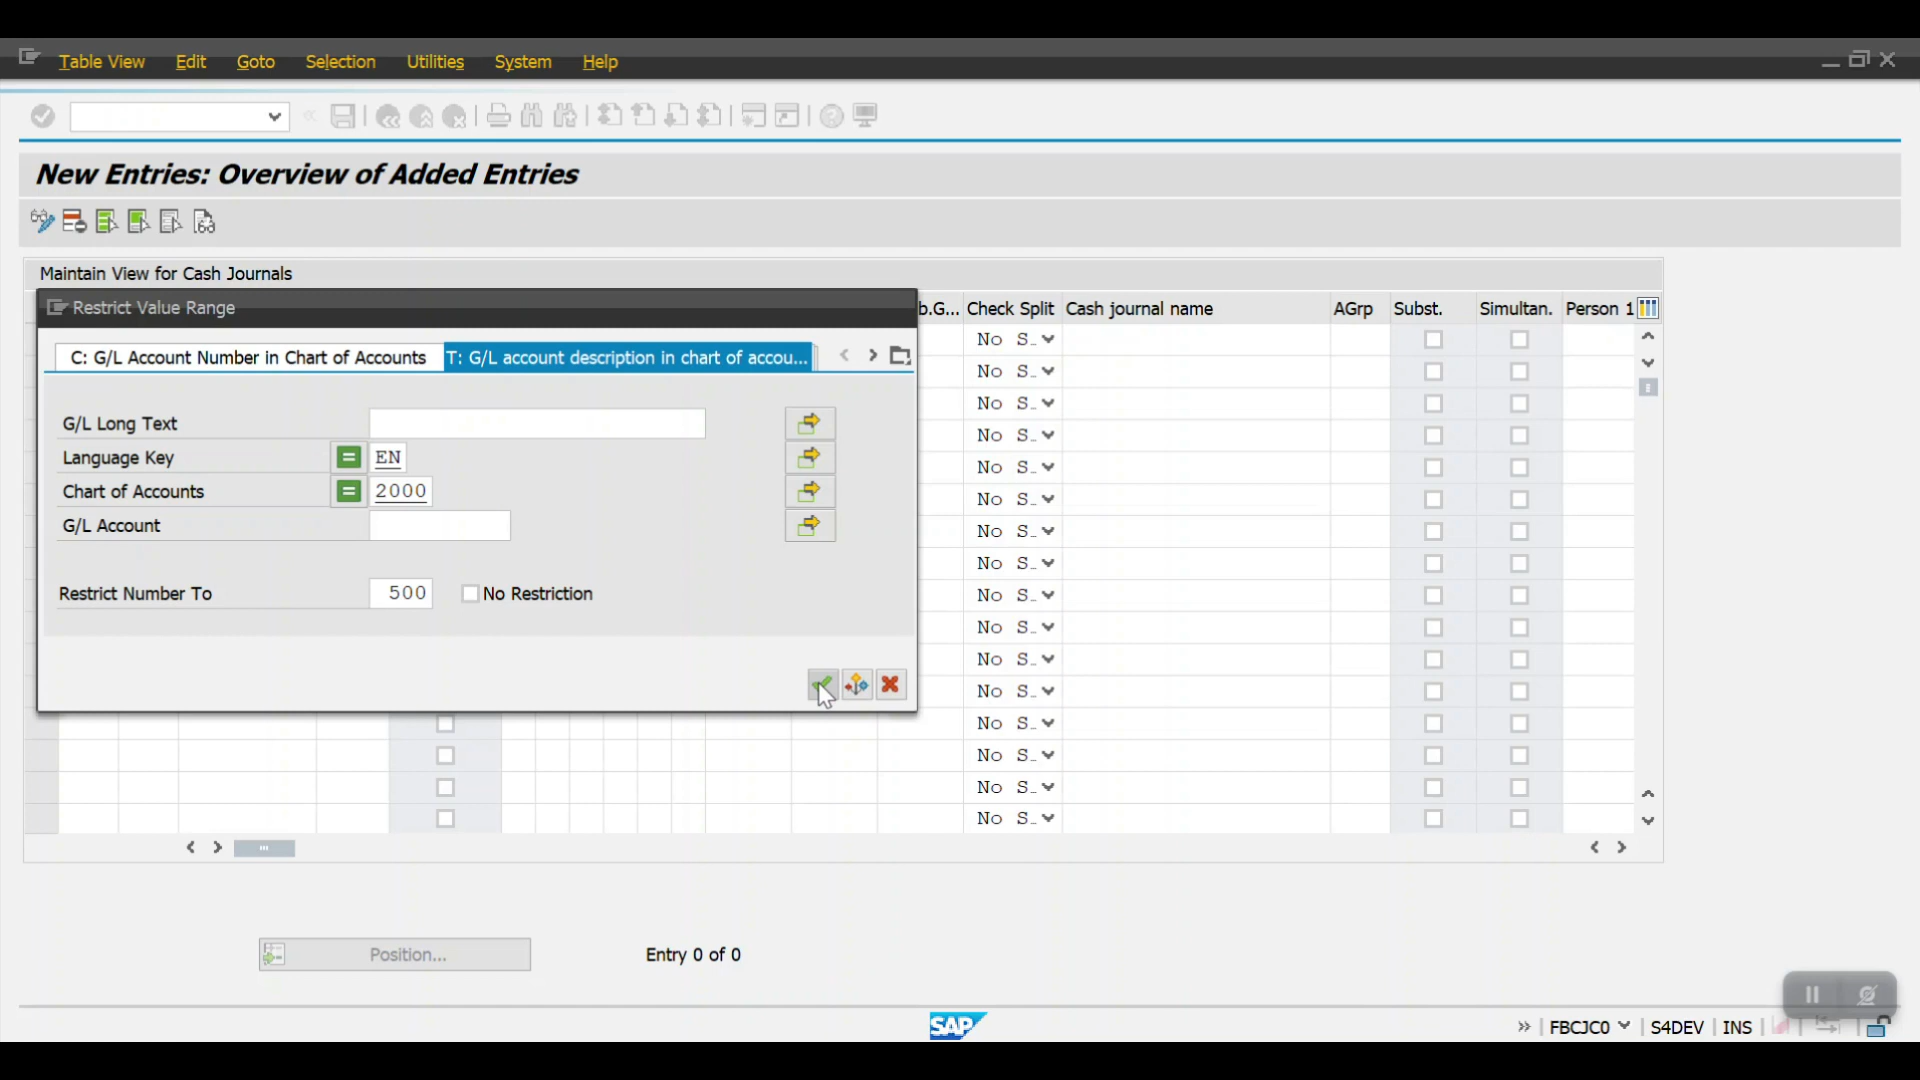 Table View Edit Goto Selection Utilities System Help
New Entries: Overview of Added Entries
Maintain View for Cash Journals
Restrict Value Range
b.G... Check Split Cash journal name AGrp Subst. Simultan. Person 1
C: G/L Account Number in Chart of Accounts T: G/L account description in chart of accou...
No S..
No S..
No S..
G/L Long Text
No S..
Language Key = EN
No S..
Chart of Accounts = 2000
No S..
G/L Account
No S..
No S..
Restrict Number To 500 No Restriction
No S..
No S..
No S..
No S..
No S..
No S..
No S..
No S..
Position... Entry 0 of 0
SAP
FBCJC0 S4DEV INS